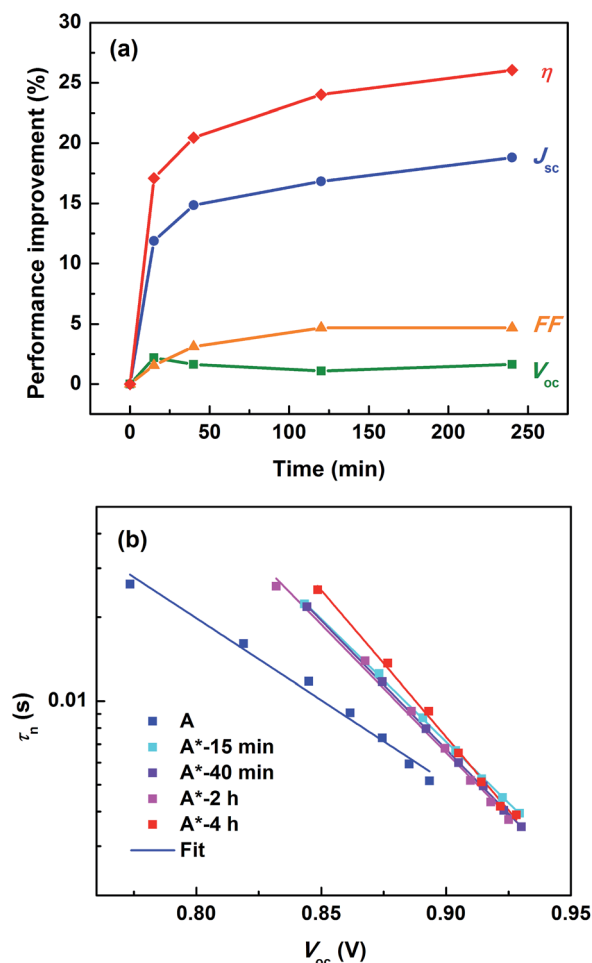 (a)
Performance improvement (%)
30
25
20
15
10
5
0
η
Jsc
FF
Voc
0 50 100 150 200 250
Time (min)
(b)
τn (s)
0.01
A
A*-15 min
A*-40 min
A*-2 h
A*-4 h
Fit
0.80 0.85 0.90 0.95
Voc (V)